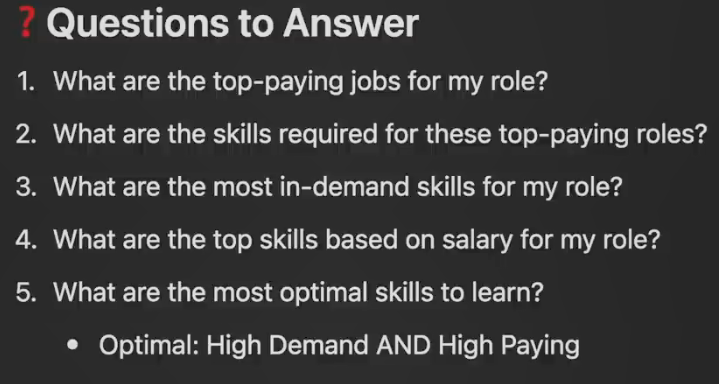 ❓ Questions to Answer
1. What are the top-paying jobs for my role?
2. What are the skills required for these top-paying roles?
3. What are the most in-demand skills for my role?
4. What are the top skills based on salary for my role?
5. What are the most optimal skills to learn?
• Optimal: High Demand AND High Paying